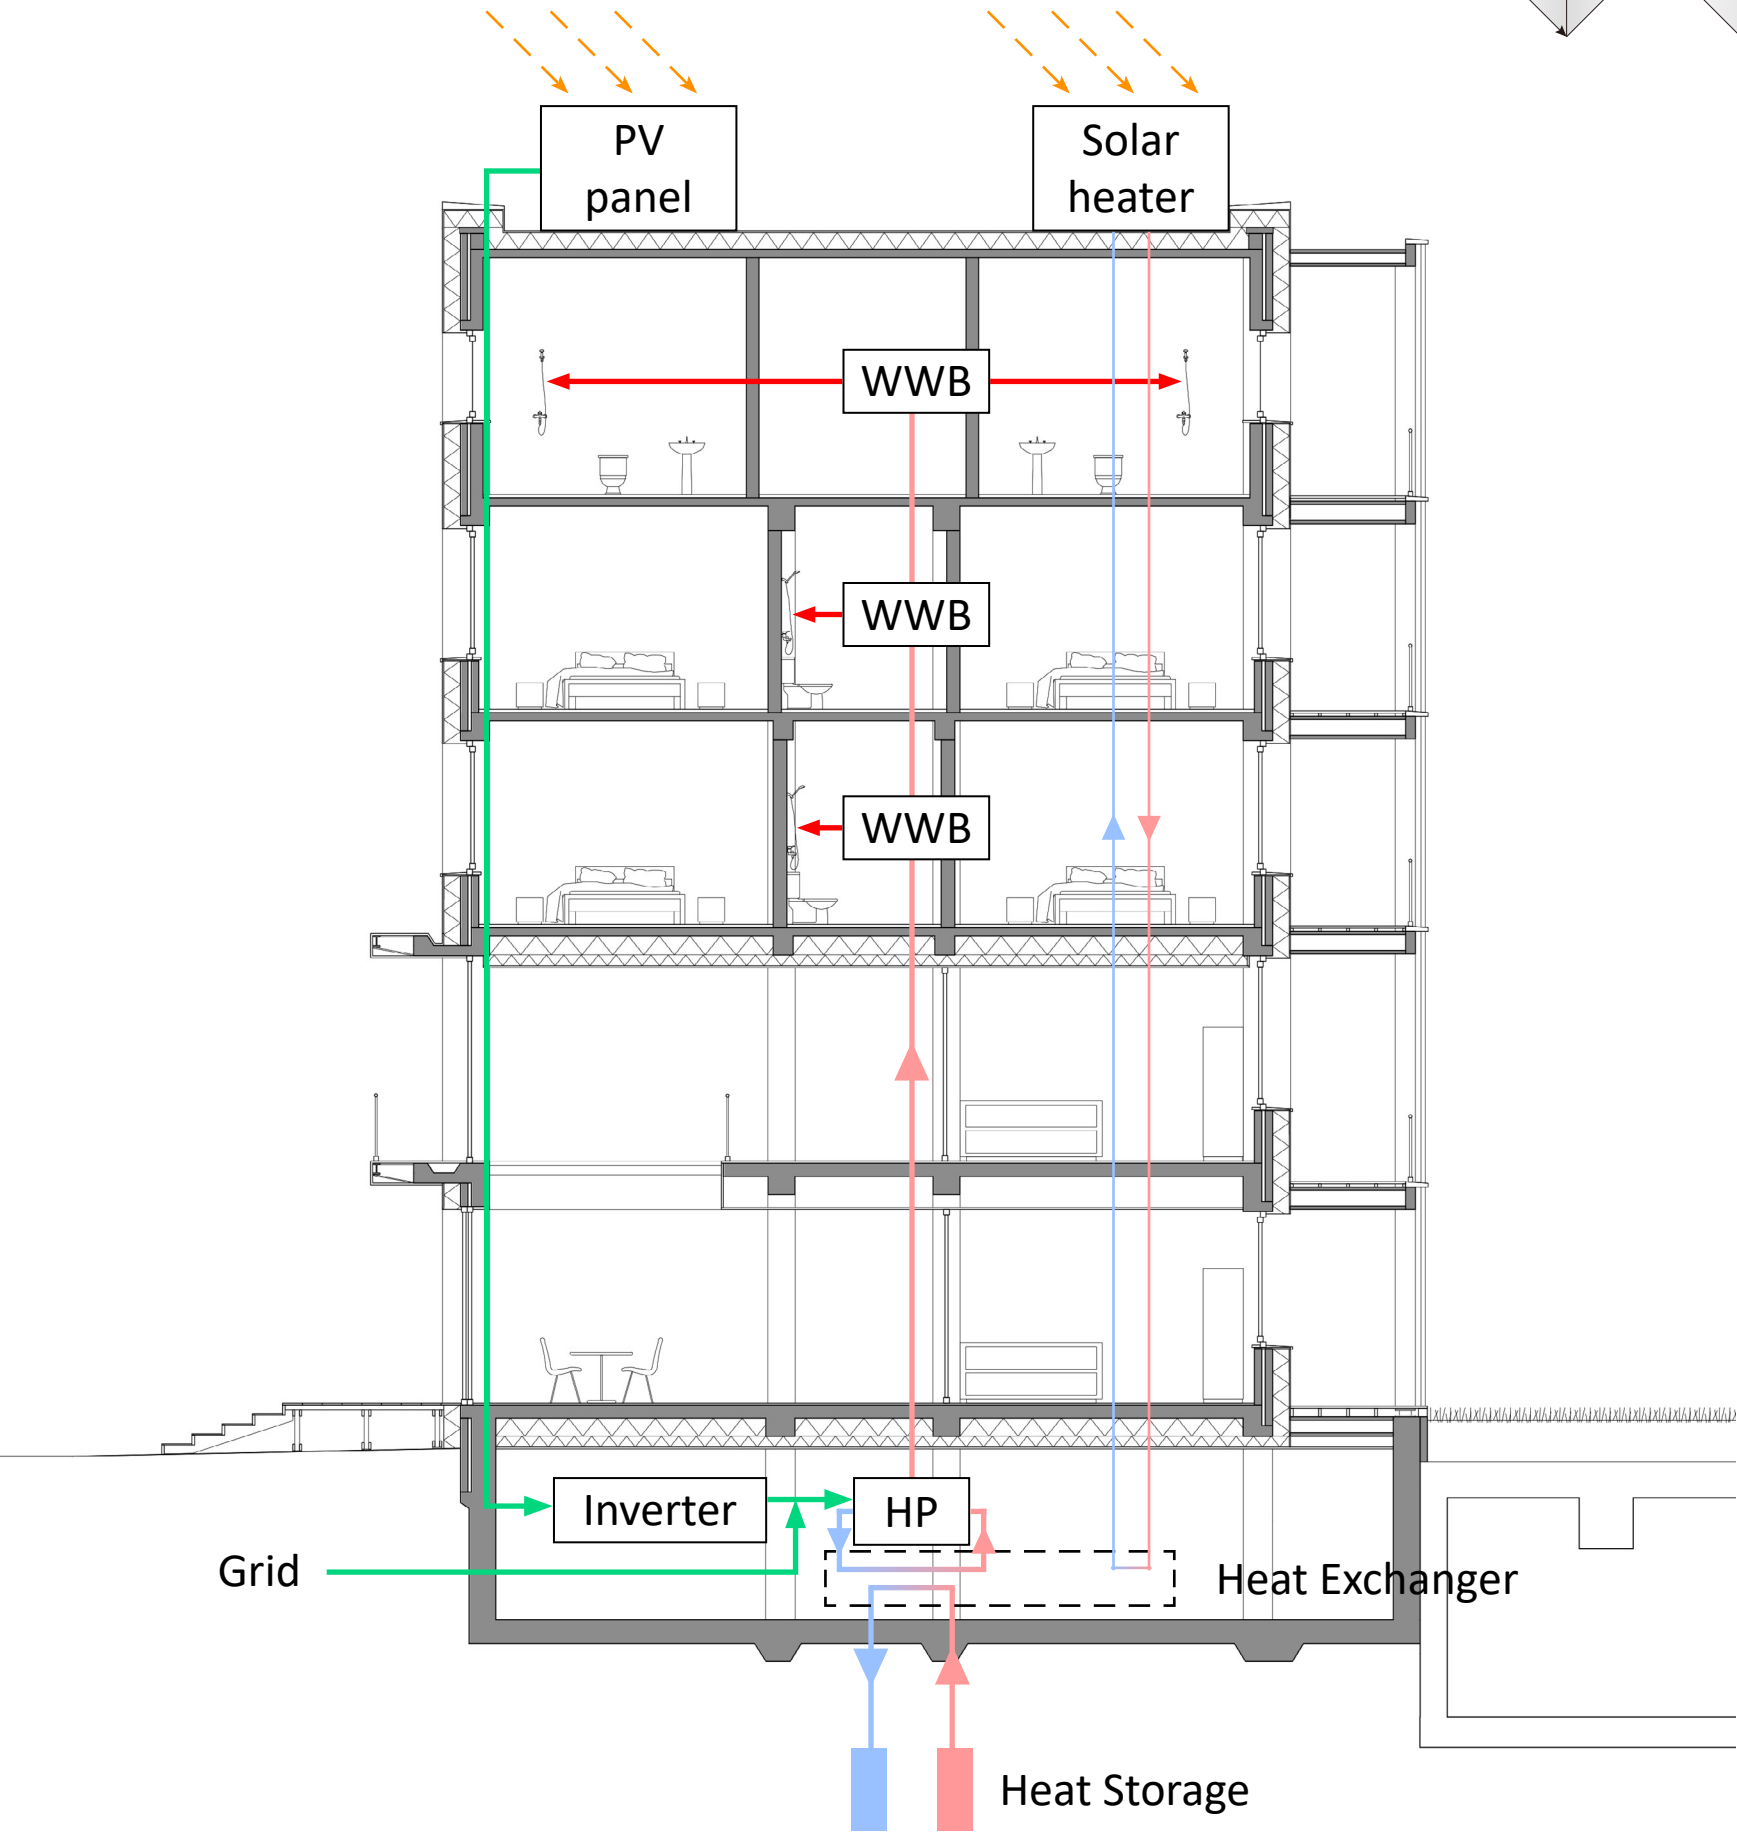 PV
panel
Solar
heater
WWB
WWB
WWB
Inverter
HP
Grid
Heat Exchanger
Heat Storage